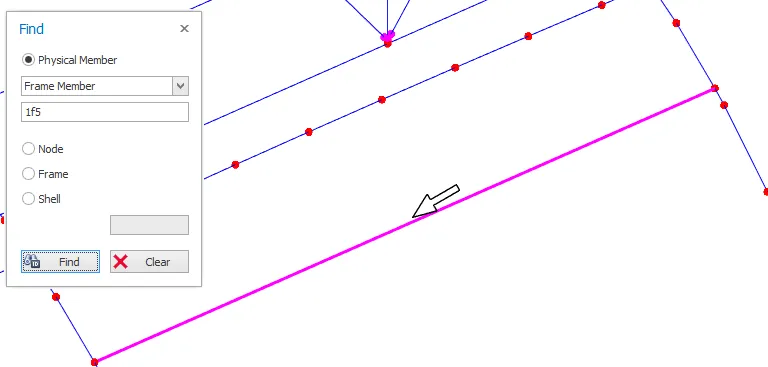 Find
Physical Member
Frame Member
1f5
Node
Frame
Shell
Find
Clear